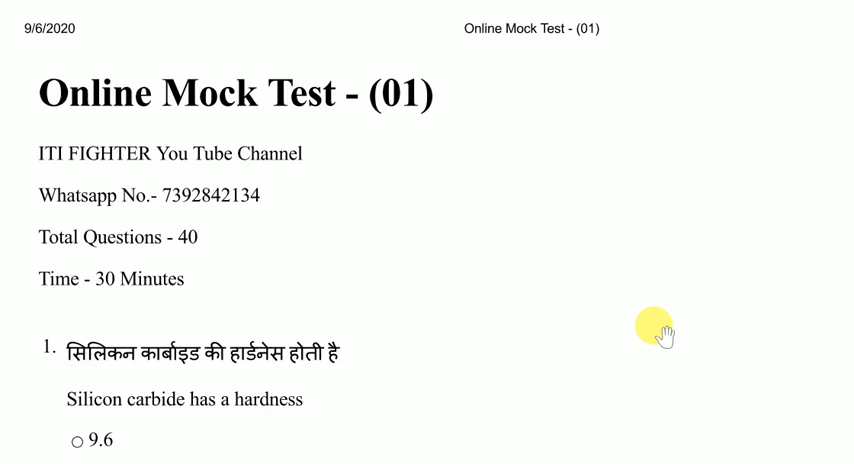 9/6/2020 Online Mock Test - (01)
Online Mock Test - (01)
ITI FIGHTER You Tube Channel
Whatsapp No.- 7392842134
Total Questions - 40
Time - 30 Minutes
1. सिलिकन कार्बाइड की हार्डनेस होती है
Silicon carbide has a hardness
9.6